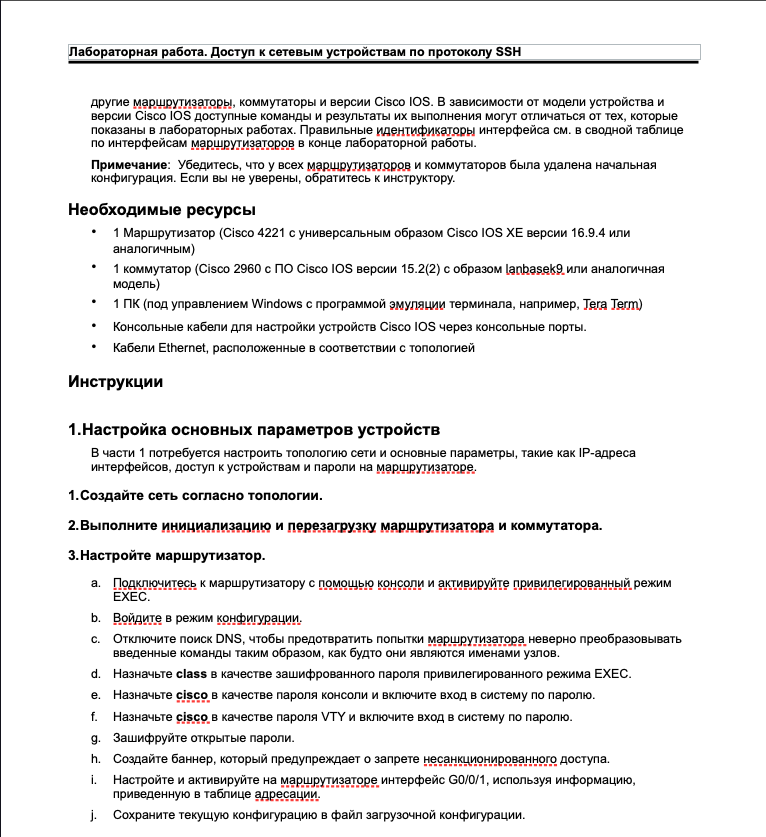 Лабораторная работа. Доступ к сетевым устройствам по протоколу SSH
другие маршрутизаторы, коммутаторы и версии Cisco IOS. В зависимости от модели устройства и
версии Cisco IOS доступные команды и результаты их выполнения могут отличаться от тех, которые
показаны в лабораторных работах. Правильные идентификаторы интерфейса см. в сводной таблице
по интерфейсам маршрутизаторов в конце лабораторной работы.
Примечание: Убедитесь, что у всех маршрутизаторов и коммутаторов была удалена начальная
конфигурация. Если вы не уверены, обратитесь к инструктору.
Необходимые ресурсы
• 1 Маршрутизатор (Cisco 4221 с универсальным образом Cisco IOS XE версии 16.9.4 или
аналогичным)
• 1 коммутатор (Cisco 2960 с ПО Cisco IOS версии 15.2(2) с образом lanbasek9 или аналогичная
модель)
• 1 ПК (под управлением Windows с программой эмуляции терминала, например, Tera Term)
• Консольные кабели для настройки устройств Cisco IOS через консольные порты.
• Кабели Ethernet, расположенные в соответствии с топологией
Инструкции
1.Настройка основных параметров устройств
В части 1 потребуется настроить топологию сети и основные параметры, такие как IP-адреса
интерфейсов, доступ к устройствам и пароли на маршрутизаторе.
1.Создайте сеть согласно топологии.
2.Выполните инициализацию и перезагрузку маршрутизатора и коммутатора.
3.Настройте маршрутизатор.
a. Подключитесь к маршрутизатору с помощью консоли и активируйте привилегированный режим
EXEC.
b. Войдите в режим конфигурации.
c. Отключите поиск DNS, чтобы предотвратить попытки маршрутизатора неверно преобразовывать
введенные команды таким образом, как будто они являются именами узлов.
d. Назначьте class в качестве зашифрованного пароля привилегированного режима EXEC.
e. Назначьте cisco в качестве пароля консоли и включите вход в систему по паролю.
f. Назначьте cisco в качестве пароля VTY и включите вход в систему по паролю.
g. Зашифруйте открытые пароли.
h. Создайте баннер, который предупреждает о запрете несанкционированного доступа.
i. Настройте и активируйте на маршрутизаторе интерфейс G0/0/1, используя информацию,
приведенную в таблице адресации.
j. Сохраните текущую конфигурацию в файл загрузочной конфигурации.